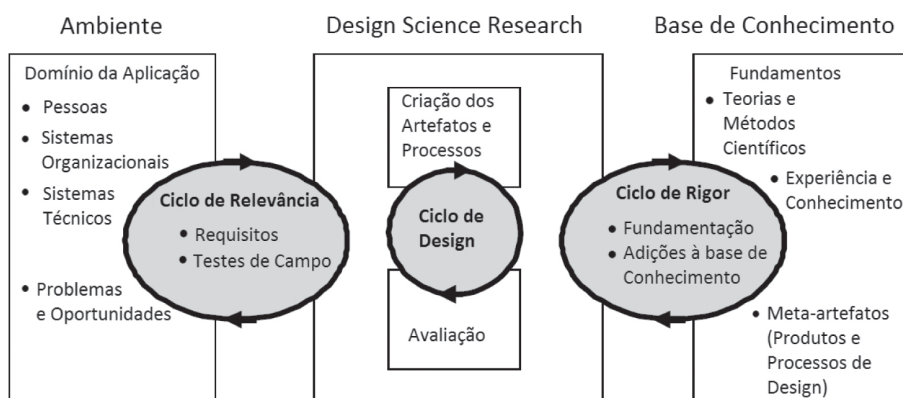 Ambiente
Design Science Research
Base de Conhecimento
Domínio da Aplicação
• Pessoas
• Sistemas
Organizacionais
• Sistemas
Técnicos
• Problemas
e Oportunidades
Ciclo de Relevância
• Requisitos
• Testes de Campo
Criação dos
Artefatos e
Processos
Ciclo de
Design
Avaliação
Ciclo de Rigor
• Fundamentação
• Adições à base de
Conhecimento
Fundamentos
• Teorias e
Métodos
Científicos
• Experiência e
Conhecimento
• Meta-artefatos
(Produtos e
Processos de
Design)